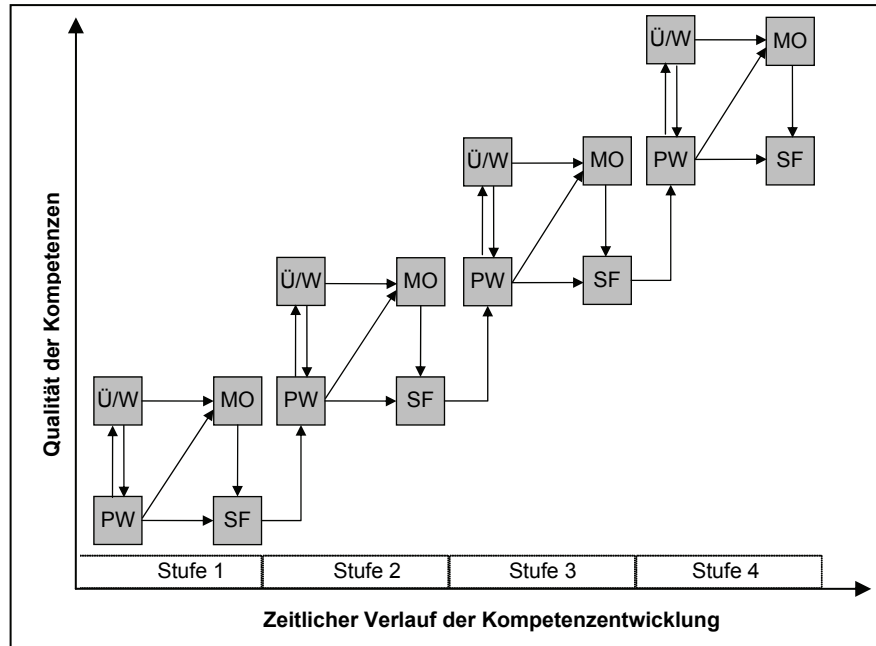 Ü/W MO
Ü/W MO PW SF
Ü/W MO PW SF
Ü/W MO PW SF
PW SF
Qualität der Kompetenzen
Stufe 1 Stufe 2 Stufe 3 Stufe 4
Zeitlicher Verlauf der Kompetenzentwicklung